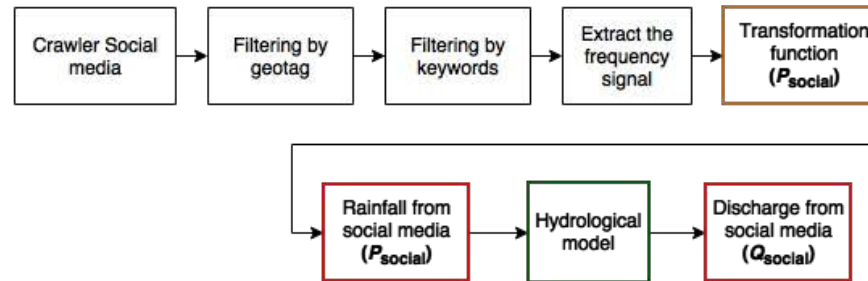 Crawler Social
media
Filtering by
geotag
Filtering by
keywords
Extract the
frequency
signal
Transformation
function
(Psocial)
Rainfall from
social media
(Psocial)
Hydrological
model
Discharge from
social media
(Qsocial)